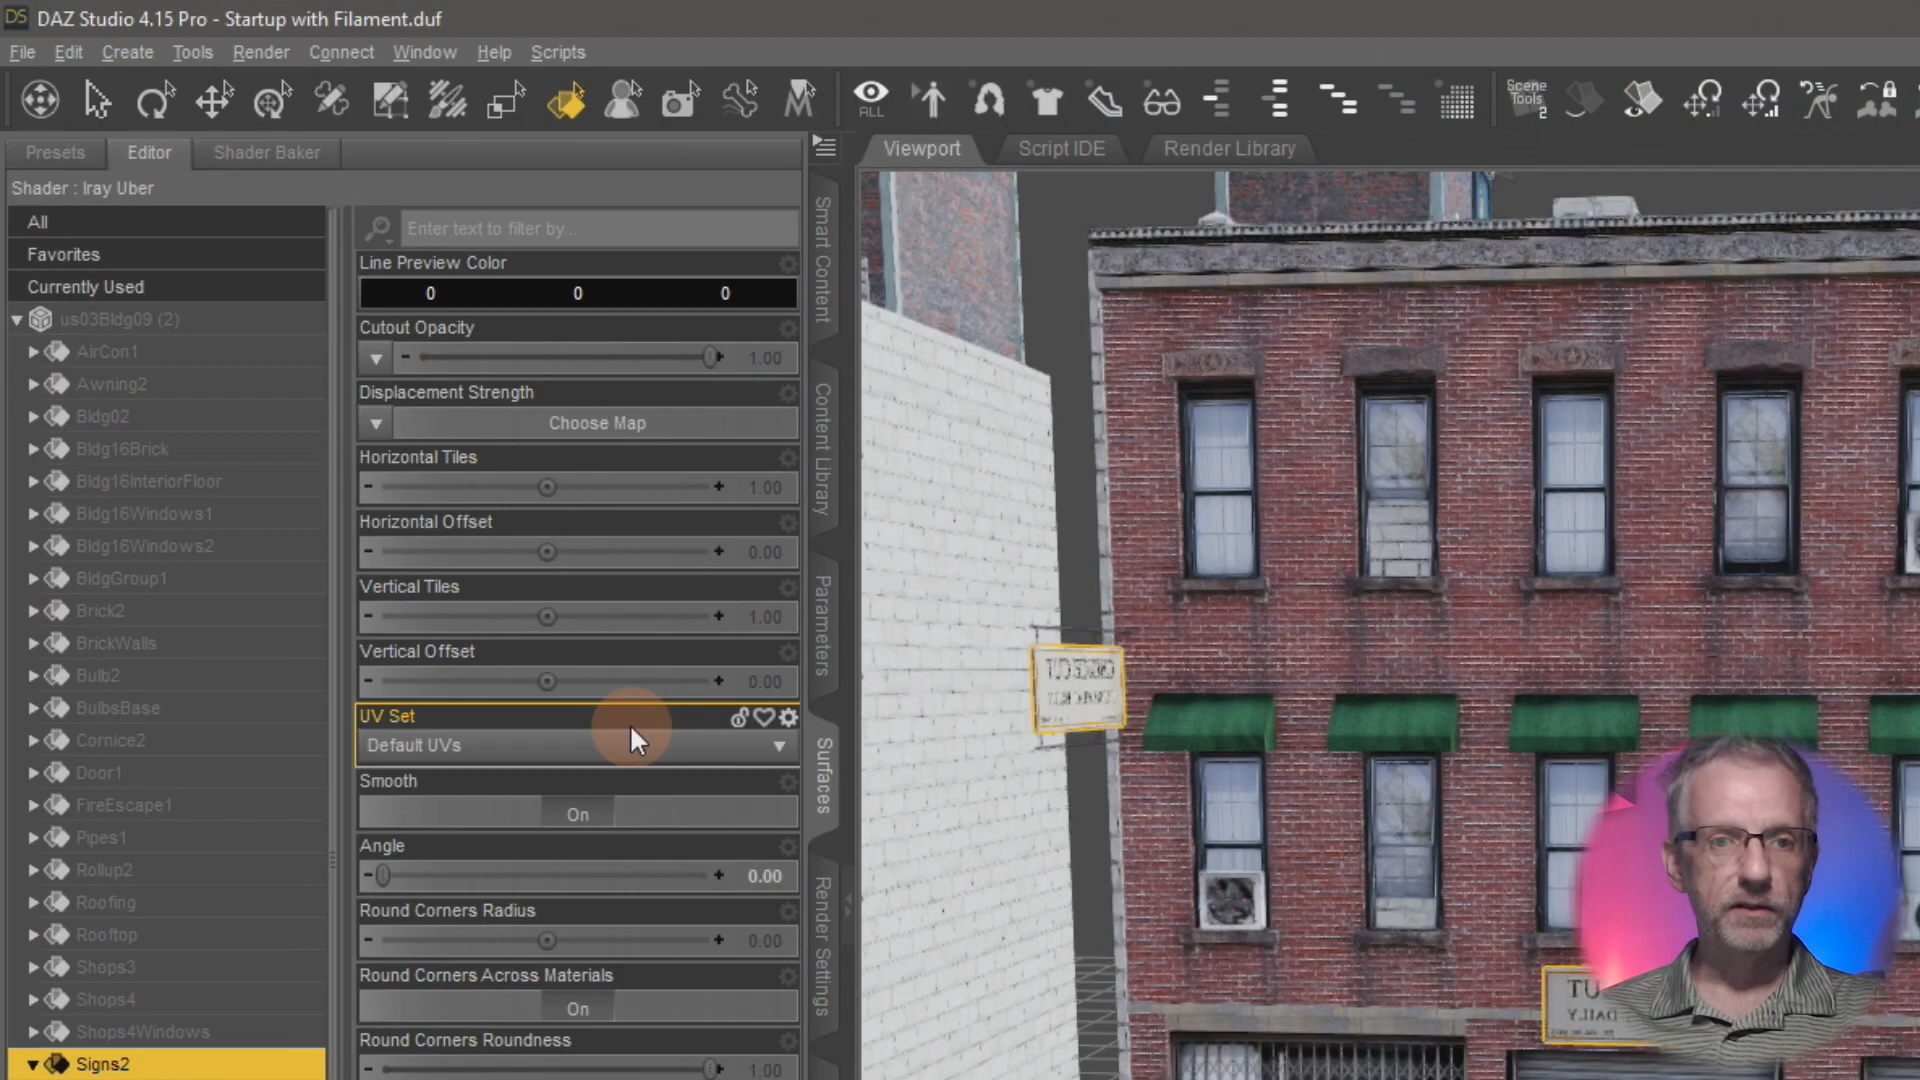 DAZ Studio 4.15 Pro - Startup with Filament.duf
File Edit Create Tools Render Connect Window Help Scripts
ALL
Scene
Tools
2
Presets Editor Shader Baker
Viewport Script IDE Render Library
Shader : Iray Uber
All
Favorites
Currently Used
us03Bldg09 (2)
AirCon1
Awning2
Bldg02
Bldg16Brick
Bldg16InteriorFloor
Bldg16Windows1
Bldg16Windows2
BldgGroup1
Brick2
BrickWalls
Bulb2
BulbsBase
Cornice2
Door1
FireEscape1
Pipes1
Rollup2
Roofing
Rooftop
Shops3
Shops4
Shops4Windows
Signs2
Enter text to filter by...
Line Preview Color
0 0 0
Cutout Opacity
1.00
Displacement Strength
Choose Map
Horizontal Tiles
1.00
Horizontal Offset
0.00
Vertical Tiles
1.00
Vertical Offset
0.00
UV Set
Default UVs
Smooth
On
Angle
0.00
Round Corners Radius
0.00
Round Corners Across Materials
On
Round Corners Roundness
1.00
Smart Content
Content Library
Parameters
Surfaces
Render Settings